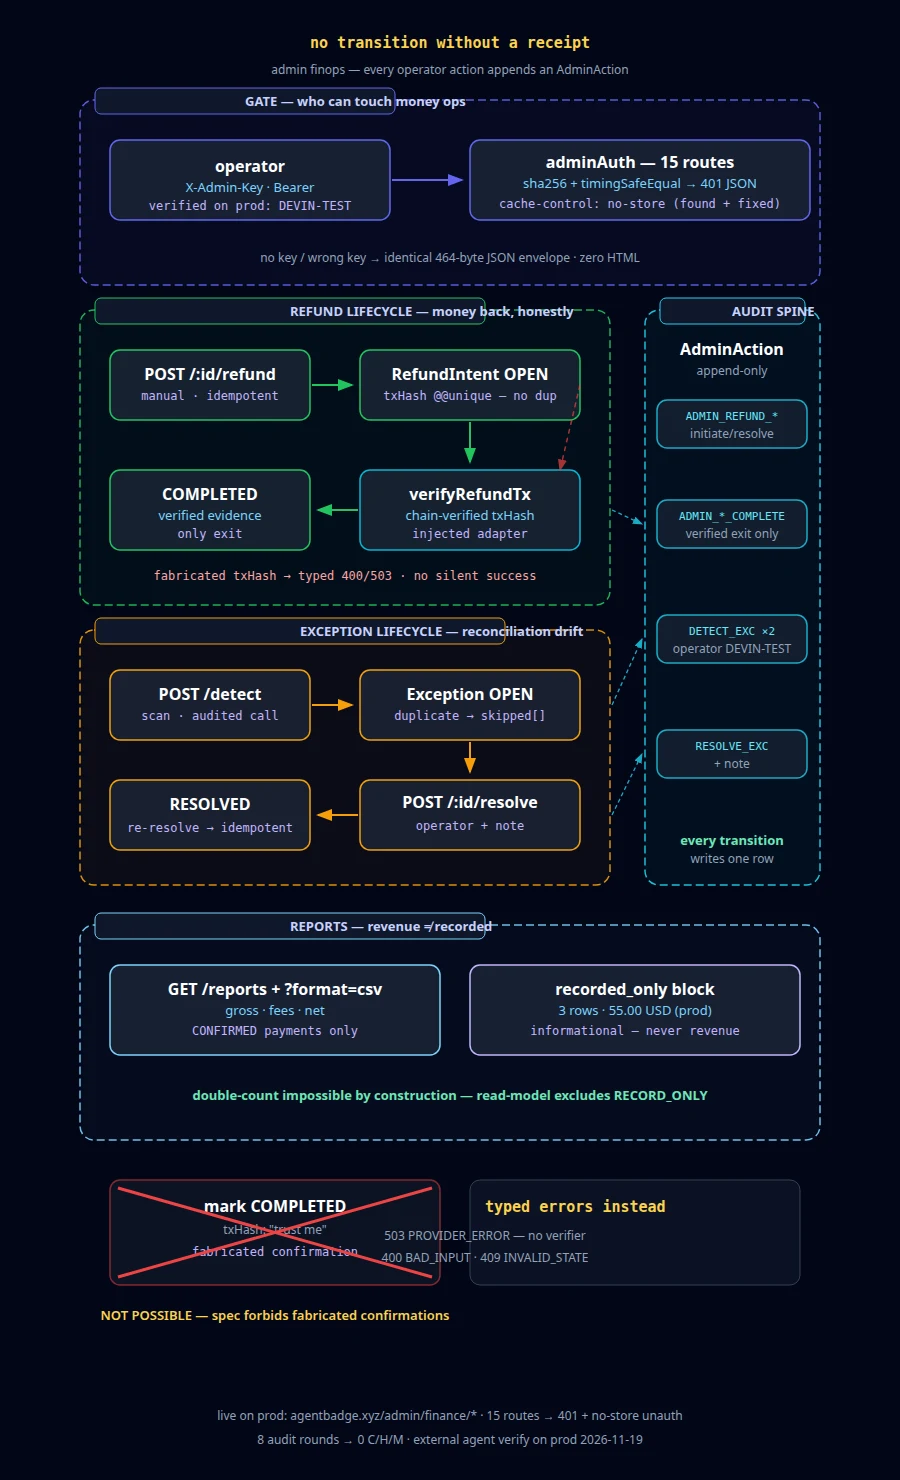 no transition without a receipt
admin finops — every operator action appends an AdminAction
GATE — who can touch money ops
operator
X-Admin-Key · Bearer
verified on prod: DEVIN-TEST
adminAuth — 15 routes
sha256 + timingSafeEqual → 401 JSON
cache-control: no-store (found + fixed)
no key / wrong key → identical 464-byte JSON envelope · zero HTML
REFUND LIFECYCLE — money back, honestly
POST /:id/refund
manual · idempotent
RefundIntent OPEN
txHash @@unique — no dup
COMPLETED
verified evidence
only exit
verifyRefundTx
chain-verified txHash
injected adapter
fabricated txHash → typed 400/503 · no silent success
AUDIT SPINE
AdminAction
append-only
ADMIN_REFUND_*
initiate/resolve
ADMIN_*_COMPLETE
verified exit only
DETECT_EXC ×2
operator DEVIN-TEST
RESOLVE_EXC
+ note
every transition
writes one row
EXCEPTION LIFECYCLE — reconciliation drift
POST /detect
scan · audited call
Exception OPEN
duplicate → skipped[]
RESOLVED
re-resolve → idempotent
POST /:id/resolve
operator + note
REPORTS — revenue ≠ recorded
GET /reports + ?format=csv
gross · fees · net
CONFIRMED payments only
recorded_only block
3 rows · 55.00 USD (prod)
informational — never revenue
double-count impossible by construction — read-model excludes RECORD_ONLY
mark COMPLETED
txHash: "trust me"
fabricated confirmation
typed errors instead
503 PROVIDER_ERROR — no verifier
400 BAD_INPUT · 409 INVALID_STATE
NOT POSSIBLE — spec forbids fabricated confirmations
live on prod: agentbadge.xyz/admin/finance/* · 15 routes → 401 + no-store unauth
8 audit rounds → 0 C/H/M · external agent verify on prod 2026-11-19